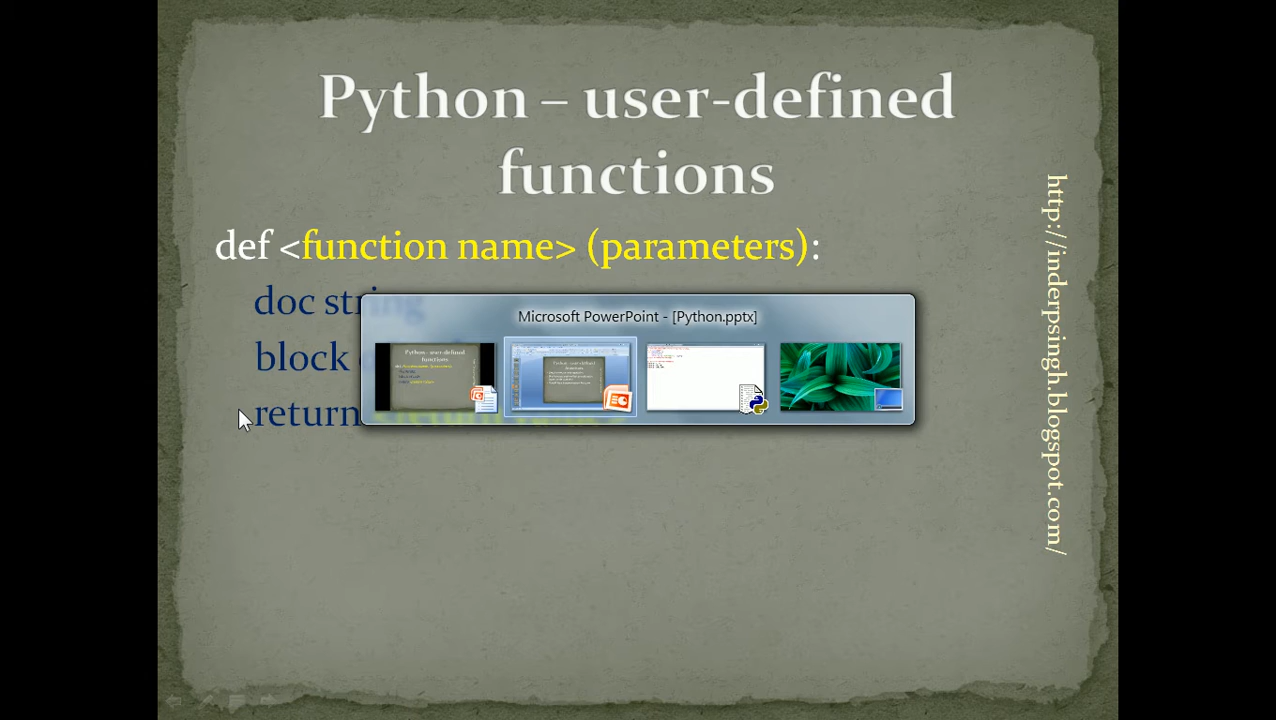 Python – user-defined
functions
def <function name> (parameters):
doc string
block
return
Microsoft PowerPoint - [Python.pptx]
http://inderpsingh.blogspot.com/